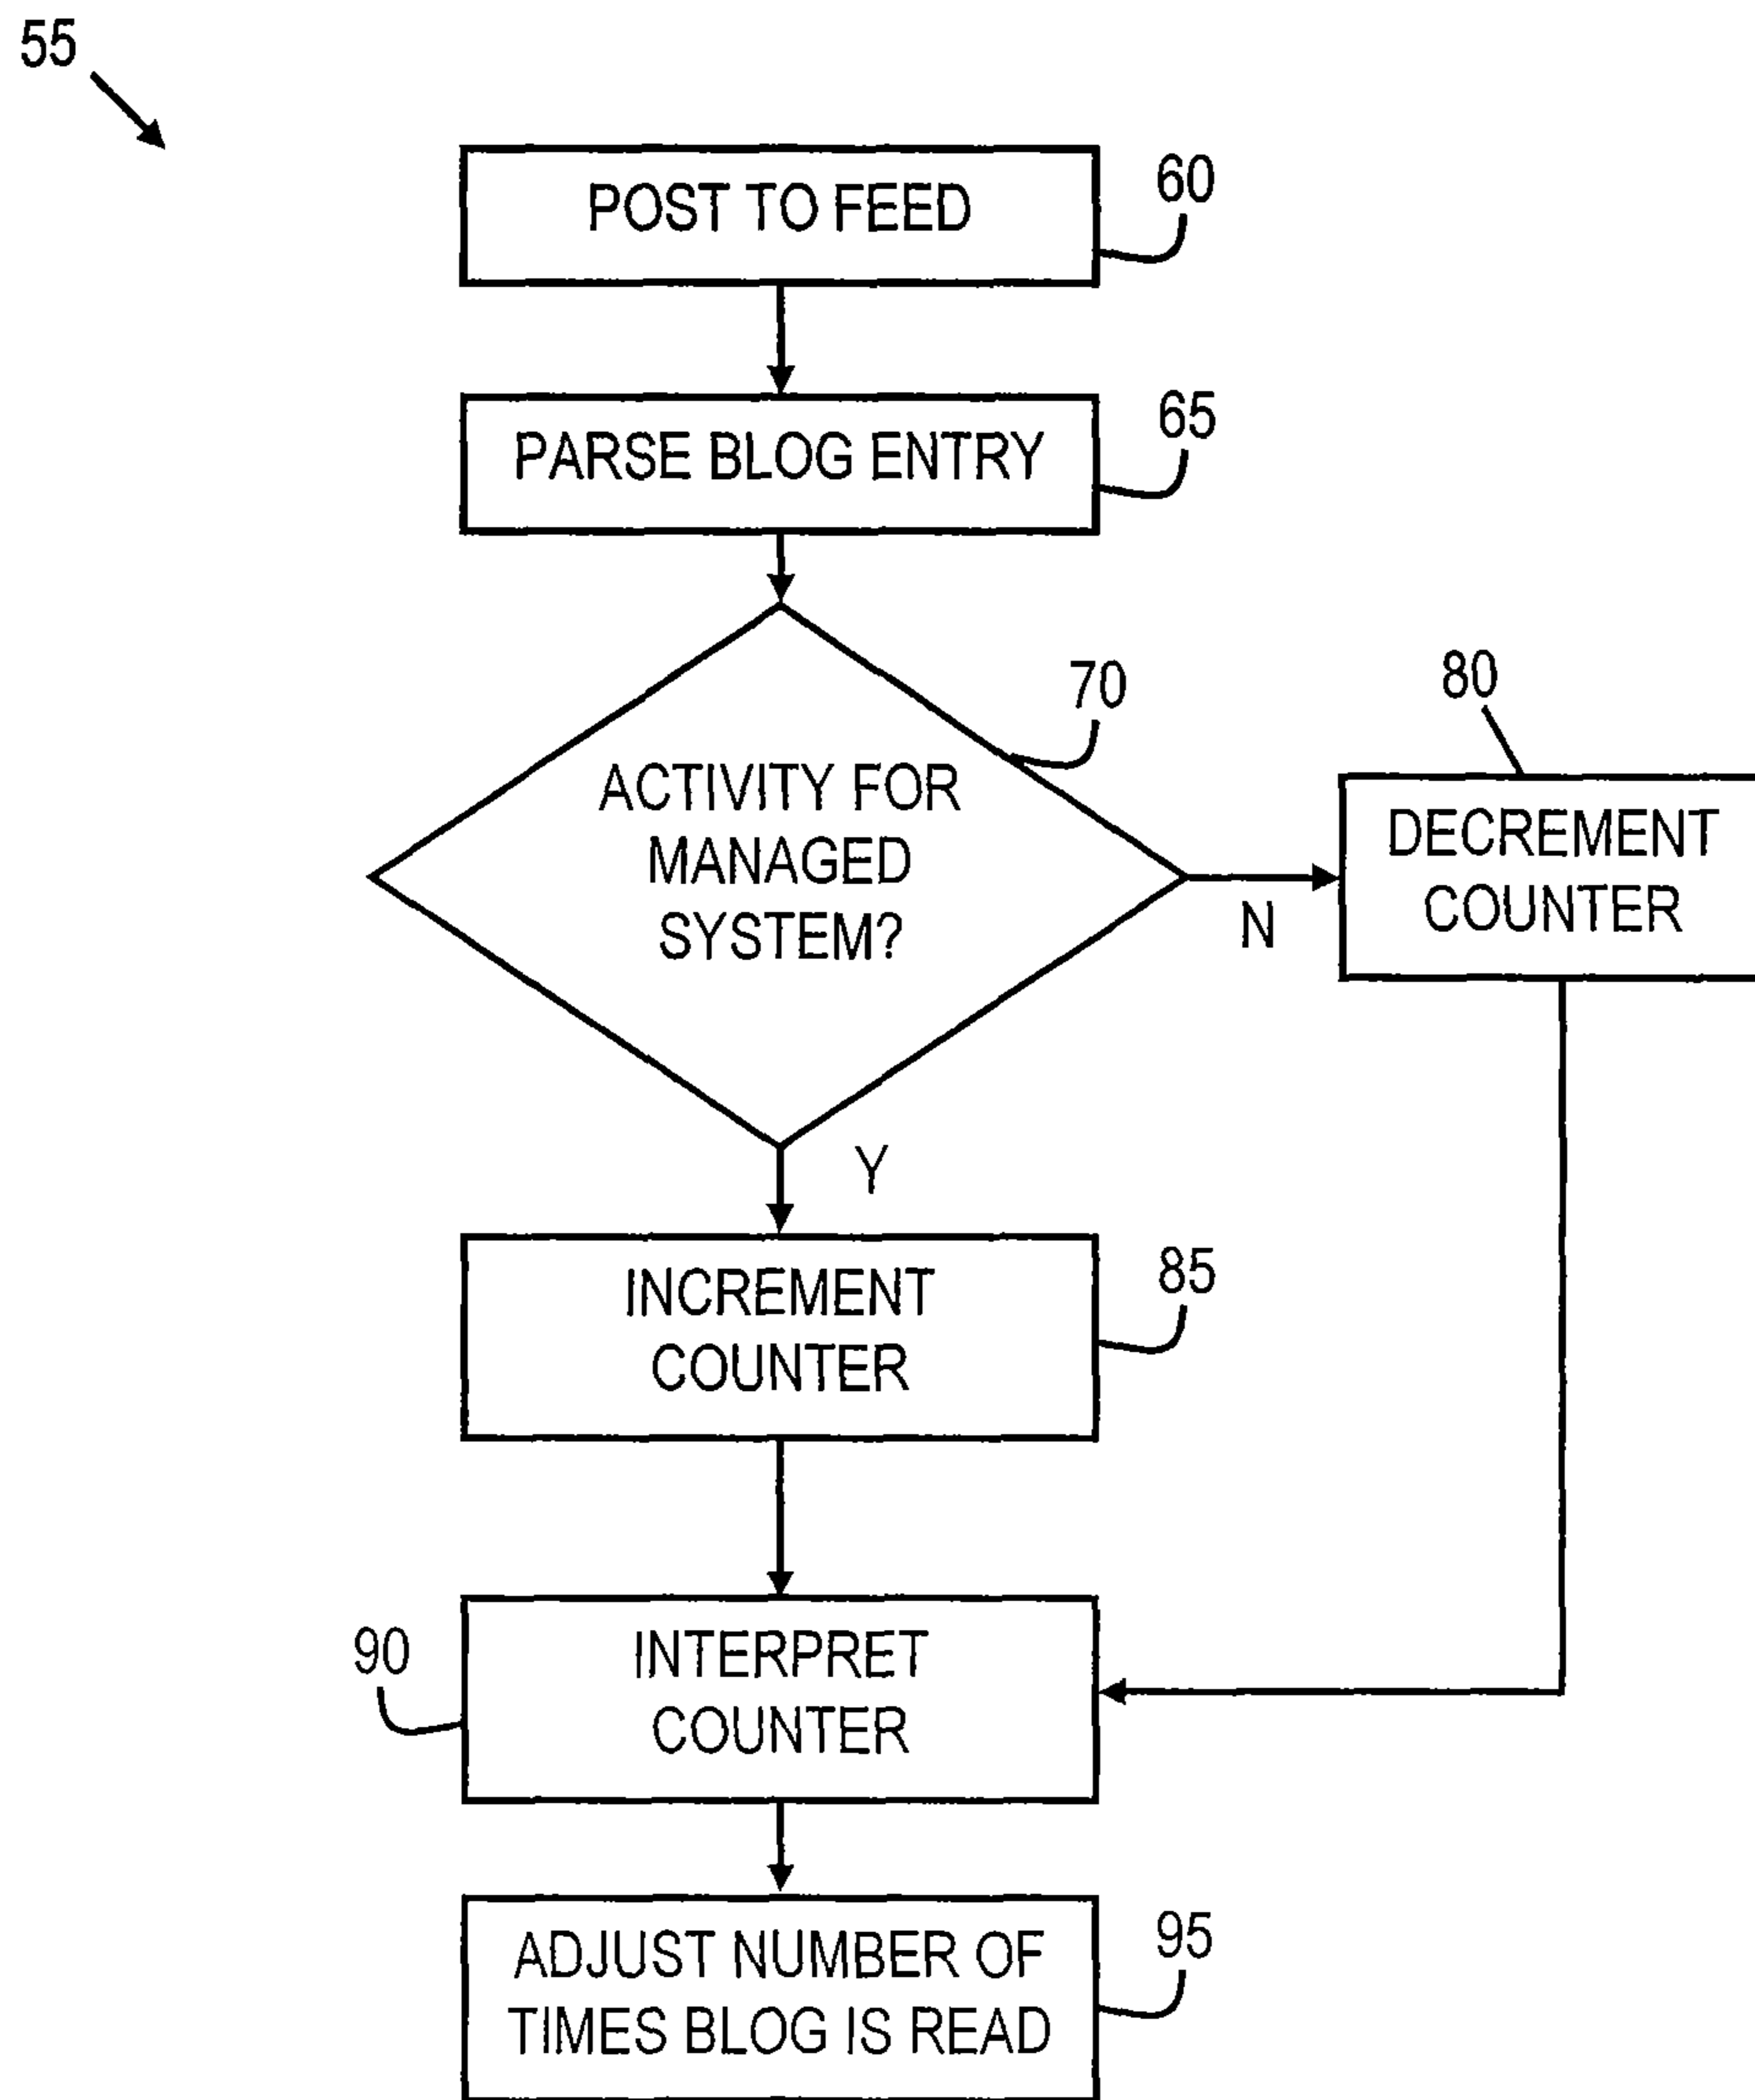 55
POST TO FEED
60
PARSE BLOG ENTRY
65
ACTIVITY FOR
MANAGED
SYSTEM?
70
N
80
DECREMENT
COUNTER
Y
INCREMENT
COUNTER
85
90
INTERPRET
COUNTER
ADJUST NUMBER OF
TIMES BLOG IS READ
95